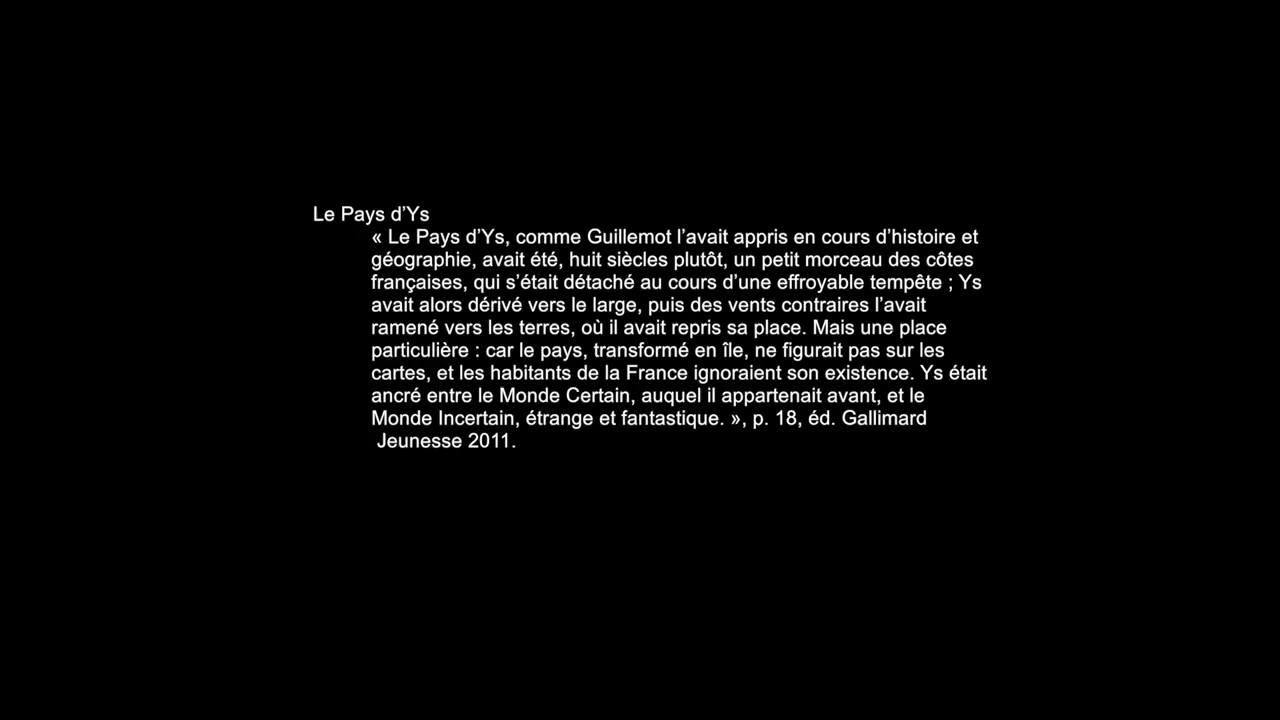 Le Pays d’Ys
« Le Pays d’Ys, comme Guillemot l’avait appris en cours d’histoire et
géographie, avait été, huit siècles plutôt, un petit morceau des côtes
françaises, qui s’était détaché au cours d’une effroyable tempête ; Ys
avait alors dérivé vers le large, puis des vents contraires l’avait
ramené vers les terres, où il avait repris sa place. Mais une place
particulière : car le pays, transformé en île, ne figurait pas sur les
cartes, et les habitants de la France ignoraient son existence. Ys était
ancré entre le Monde Certain, auquel il appartenait avant, et le
Monde Incertain, étrange et fantastique. », p. 18, éd. Gallimard
Jeunesse 2011.